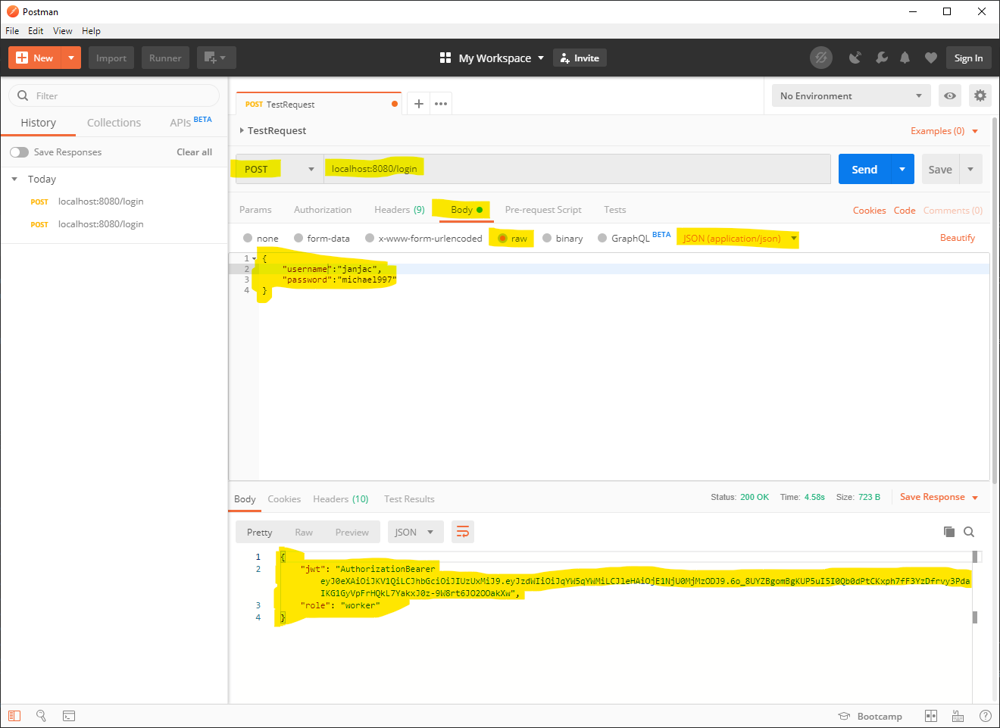 Postman
File Edit View Help
New Import Runner My Workspace Invite Sign In
Filter
History Collections APIs BETA
Save Responses Clear all
Today
POST localhost:8080/login
POST localhost:8080/login
POST TestRequest
No Environment
TestRequest
Examples (0)
POST localhost:8080/login Send Save
Params Authorization Headers (9) Body Pre-request Script Tests Cookies Code Comments (0)
none form-data x-www-form-urlencoded raw binary GraphQL BETA JSON (application/json) Beautify
1 {
2 "username":"janjac",
3 "password":"michael997"
4 }
Body Cookies Headers (10) Test Results Status: 200 OK Time: 4.58s Size: 723 B Save Response
Pretty Raw Preview JSON
1 {
2 "jwt": "AuthorizationBearer
eyJ0eXAiOiJKV1QiLCJhbGciOiJIUzUxMiJ9.eyJzdWIiOiJqYW5qYWMiLCJleHAiOjE1NjU0MjMzODJ9.6o_8UYZBgomBgKUP5uI5I0Qb0dPtCKxph7fF3YzDfrvy3Pda
IKG1GyVpFrHQkL7YakxJ0z-9W8rt6JO2OOakXw",
3 "role": "worker"
4 }
Bootcamp